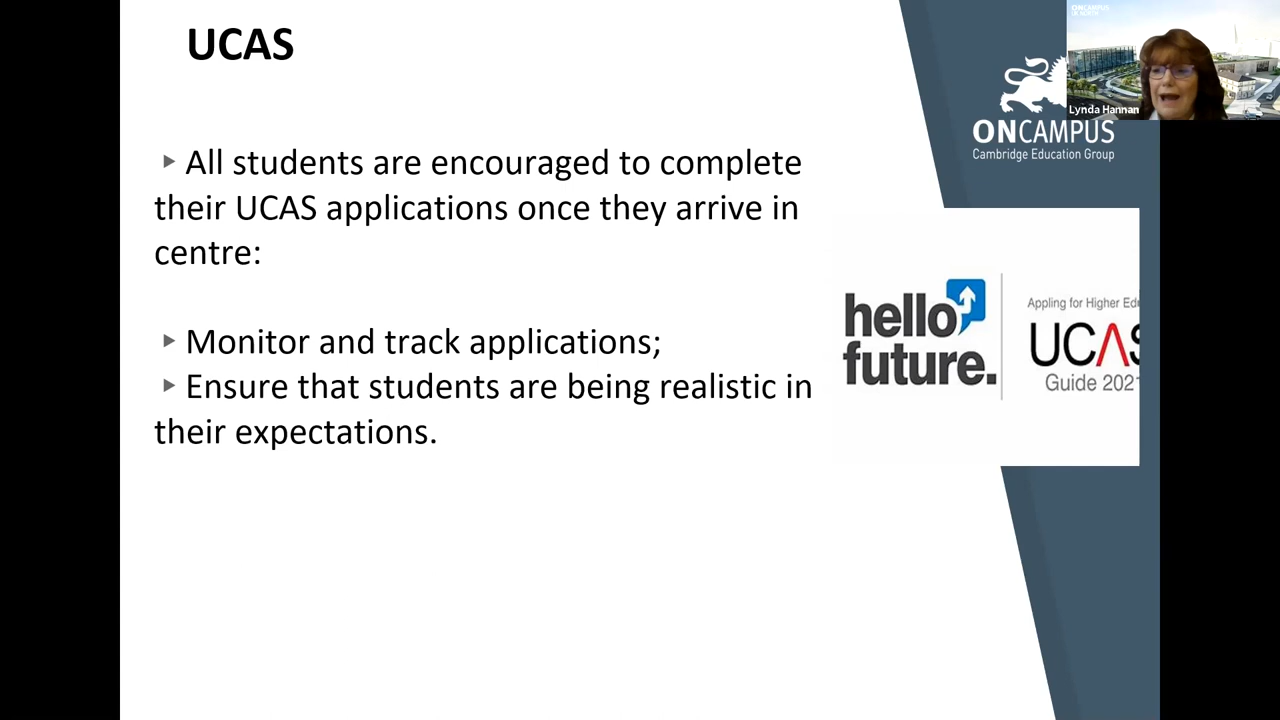 UCAS
All students are encouraged to complete
their UCAS applications once they arrive in
centre:
Monitor and track applications;
Ensure that students are being realistic in
their expectations.
ONCAMPUS
Lynda Hannan
ONCAMPUS
Cambridge Education Group
hello
future.
Appling for Higher Ed
UCAS
Guide 2021